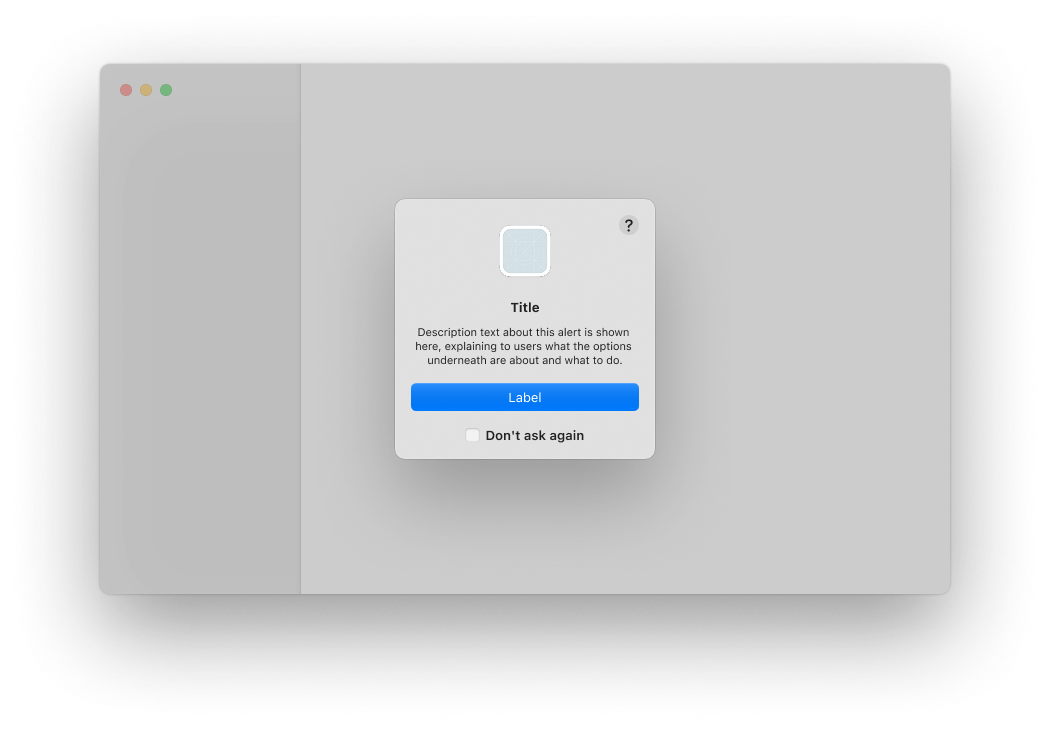 ?
Title
Description text about this alert is shown
here, explaining to users what the options
underneath are about and what to do.
Label
Don't ask again